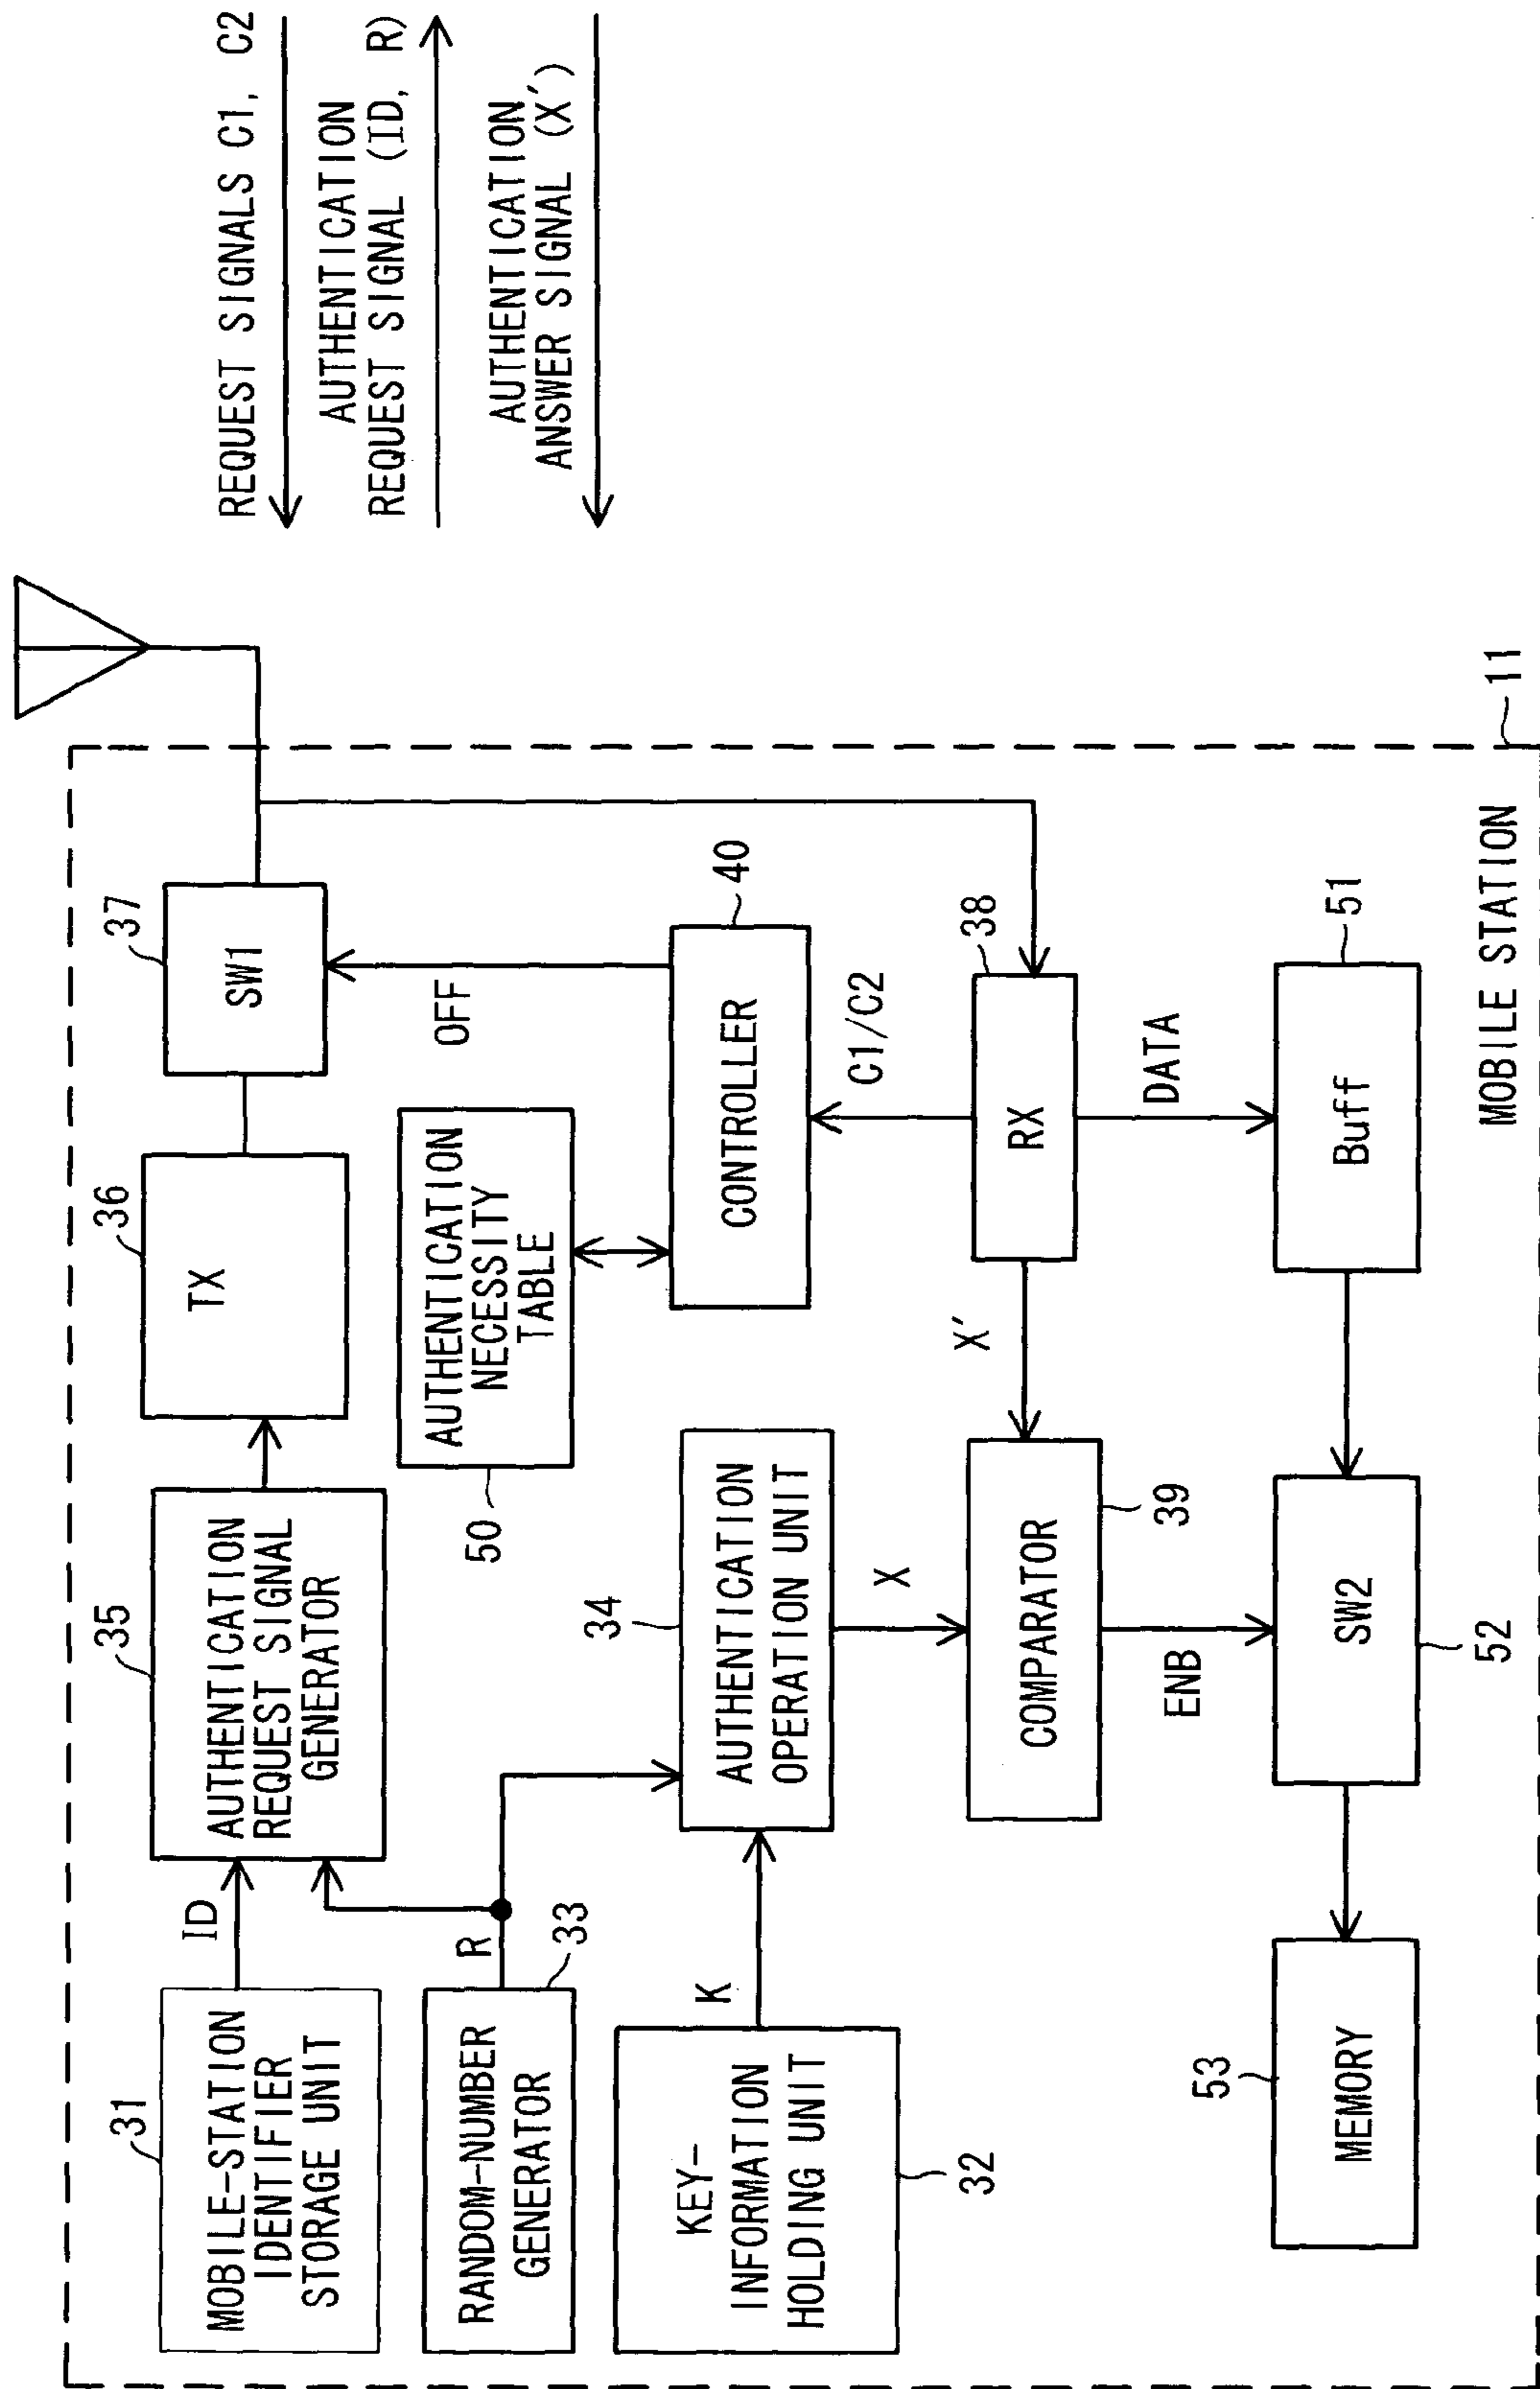 REQUEST SIGNALS C1, C2
AUTHENTICATION
REQUEST SIGNAL (ID, R)
AUTHENTICATION
ANSWER SIGNAL (X')
31
MOBILE-STATION
IDENTIFIER
STORAGE UNIT
ID
35
AUTHENTICATION
REQUEST SIGNAL
GENERATOR
36
TX
37
SW1
RANDOM-NUMBER
GENERATOR
33
R
50
AUTHENTICATION
NECESSITY
TABLE
OFF
KEY-
INFORMATION
HOLDING UNIT
32
K
34
AUTHENTICATION
OPERATION UNIT
CONTROLLER
40
X
X'
C1/C2
COMPARATOR
39
RX
38
ENB
DATA
53
MEMORY
SW2
52
Buff
51
MOBILE STATION
11